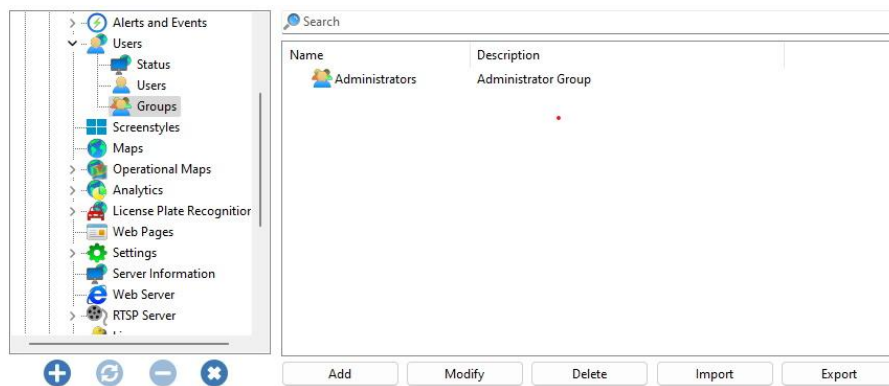 Alerts and Events
Users
Status
Users
Groups
Screenstyles
Maps
Operational Maps
Analytics
License Plate Recognition
Web Pages
Settings
Server Information
Web Server
RTSP Server
Search
Name Description
Administrators Administrator Group
Add Modify Delete Import Export